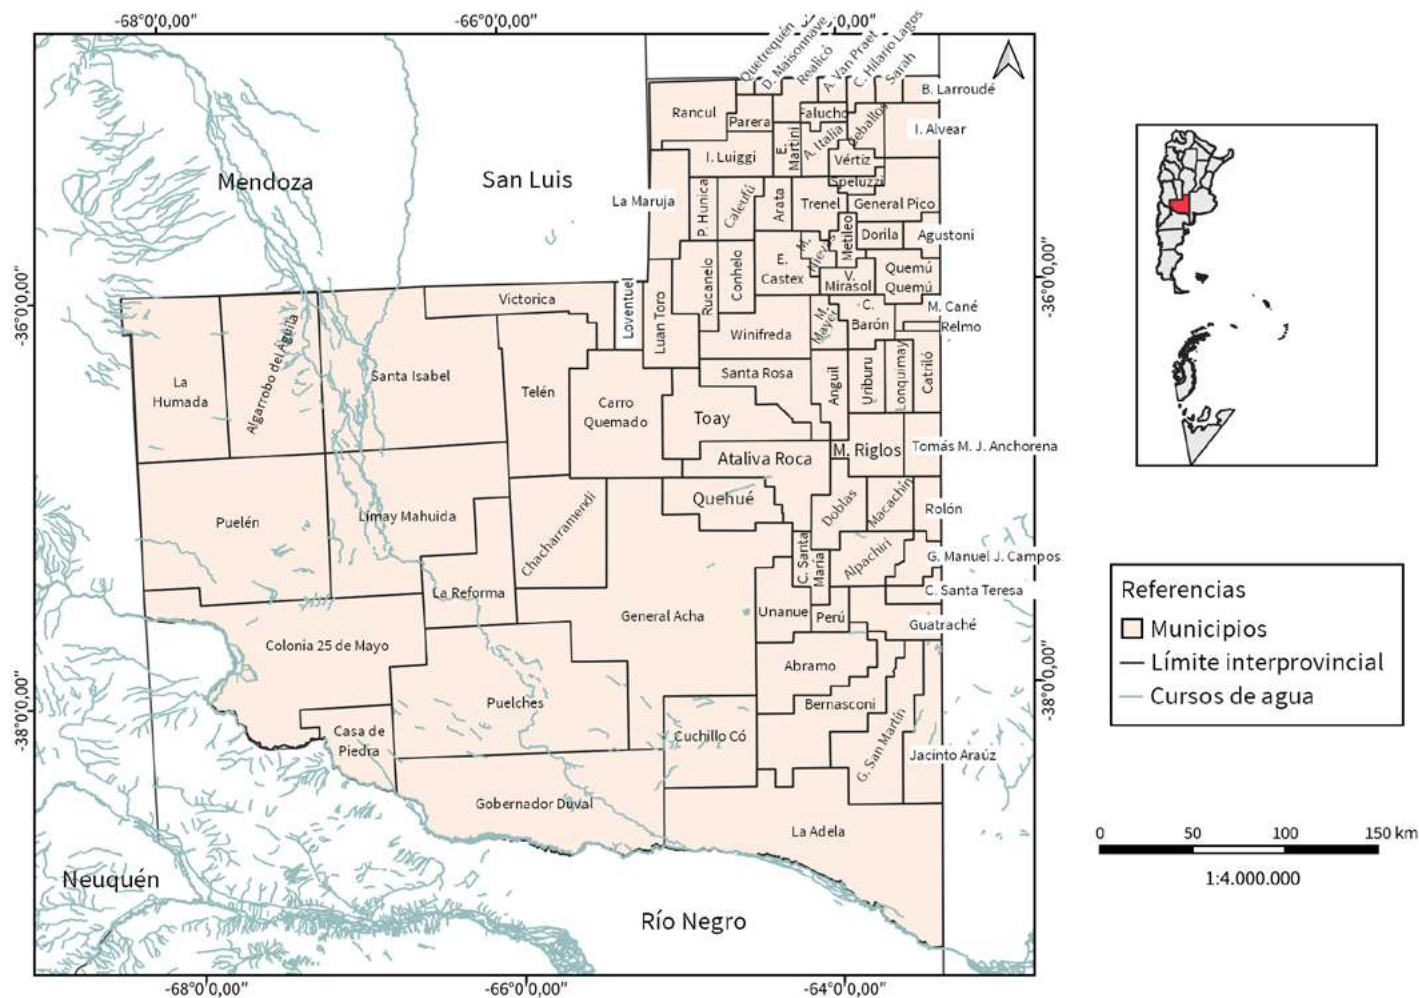 -68°0'0,00"
-66°0'0,00"
0'0,00"
Quetrequén
D. Maisonnave
Realicó
A. Van Praet
C. Hilario Lagos
Sarah
B. Larroudé
Rancul
Parera
Falucho
Ceballos
I. Alvear
Mendoza
San Luis
I. Luiggi
E. Martini
A. Italia
Vértiz
Speluzzi
La Maruja
P. Hunica
Caleufú
Arata
Trenel
General Pico
Metileo
Dorila
Agustoni
-36°0'0,00"
-36°0'0,00"
Rucanelo
Conhelo
E.
Castex
M.
Nievas
V.
Mirasol
Quemú
Quemú
Victorica
Loventuel
Luan Toro
Winifreda
M.
Mayer
C.
Barón
M. Cané
Relmo
La
Humada
Algarrobo del Águila
Santa Isabel
Telén
Carro
Quemado
Santa Rosa
Toay
Anguil
Uriburu
Lonquimay
Catriló
Ataliva Roca
M. Riglos
Tomás M. J. Anchorena
Puelén
Limay Mahuida
Chacharramendi
Quehué
Doblas
Macachín
Rolón
La Reforma
General Acha
C. Santa
María
Alpachiri
G. Manuel J. Campos
C. Santa Teresa
Unanue
Perú
Guatraché
Colonia 25 de Mayo
Abramo
-38°0'0,00"
-38°0'0,00"
Puelches
Bernasconi
Casa de
Piedra
Cuchillo Có
G. San Martín
Jacinto Araúz
Gobernador Duval
La Adela
Neuquén
Río Negro
-68°0'0,00"
-66°0'0,00"
-64°0'0,00"
Referencias
Municipios
Límite interprovincial
Cursos de agua
0 50 100 150 km
1:4.000.000